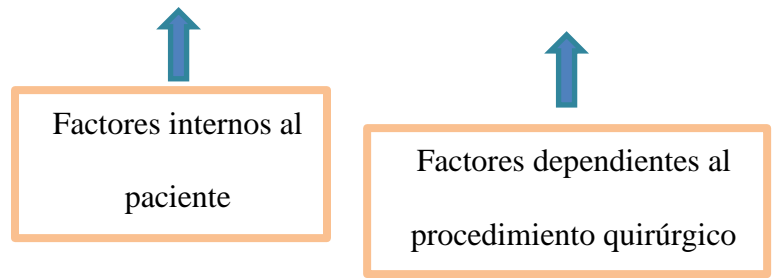 Factores internos al
paciente
Factores dependientes al
procedimiento quirúrgico